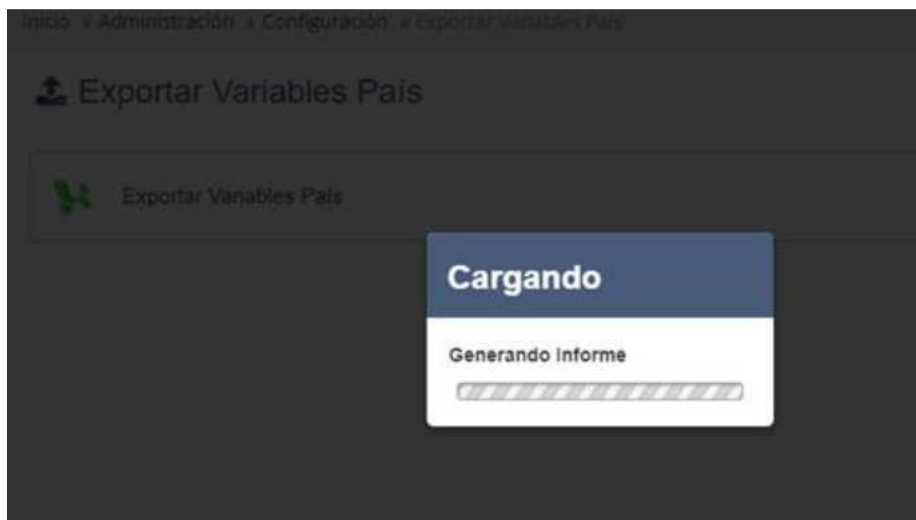 Inicio » Administración » Configuración » Exportar Variables País
Exportar Variables País
Exportar Variables País
Cargando
Generando Informe